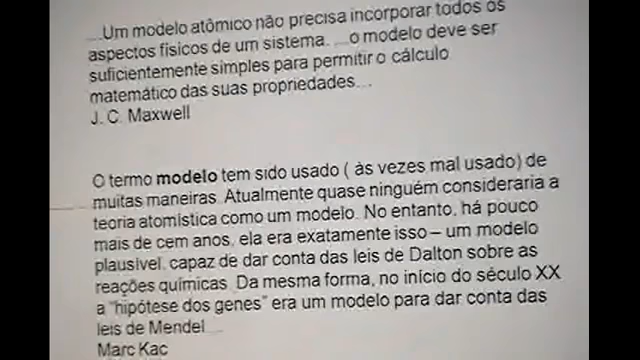 ...Um modelo atômico não precisa incorporar todos os
aspectos físicos de um sistema. ...o modelo deve ser
suficientemente simples para permitir o cálculo
matemático das suas propriedades...
J. C. Maxwell
O termo modelo tem sido usado ( às vezes mal usado) de
muitas maneiras. Atualmente quase ninguém consideraria a
teoria atomística como um modelo. No entanto, há pouco
mais de cem anos, ela era exatamente isso – um modelo
plausível, capaz de dar conta das leis de Dalton sobre as
reações químicas. Da mesma forma, no início do século XX
a "hipótese dos genes" era um modelo para dar conta das
leis de Mendel...
Marc Kac